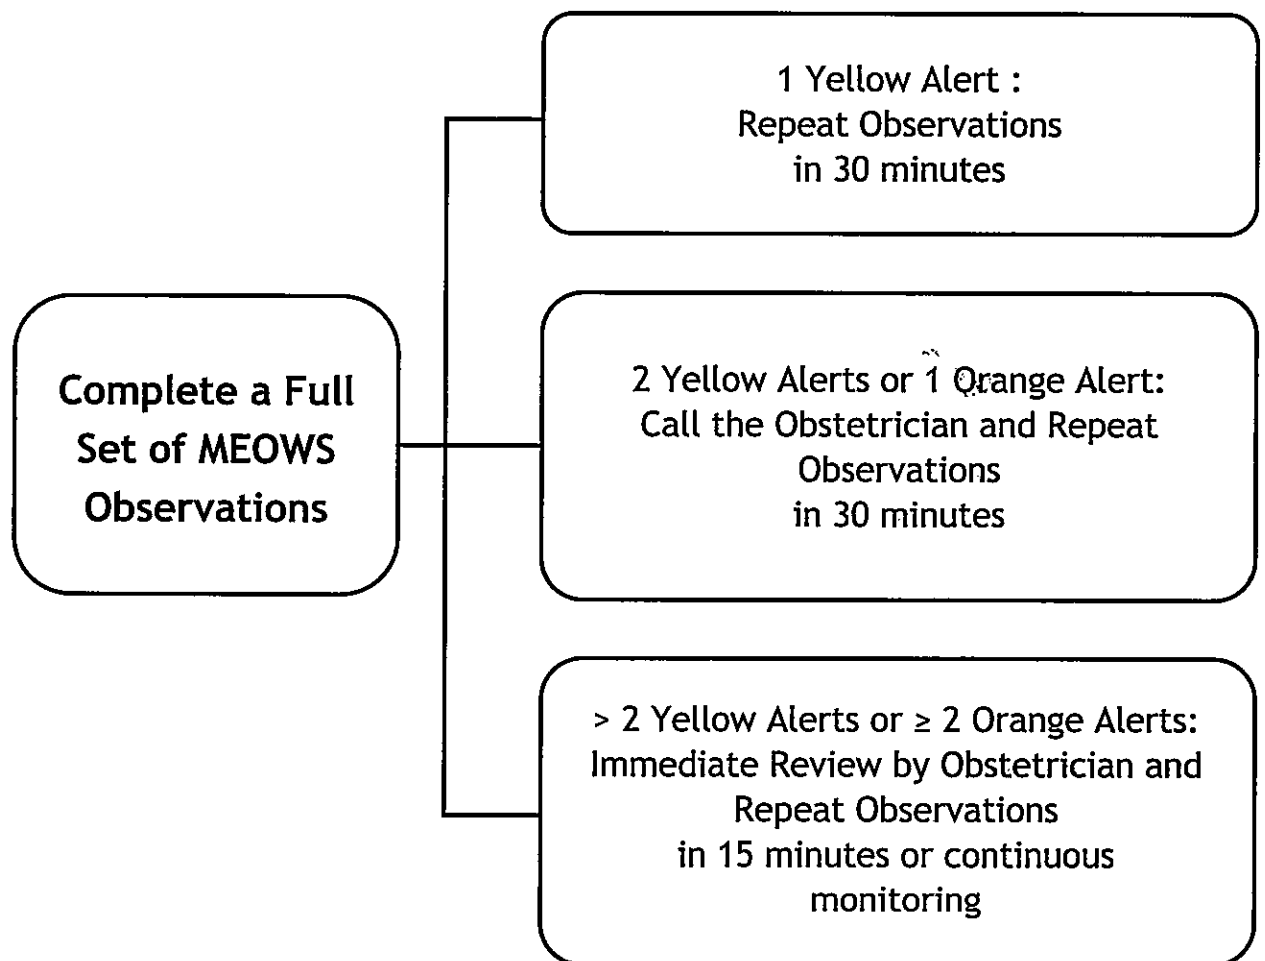 1 Yellow Alert :
Repeat Observations
in 30 minutes
Complete a Full
Set of MEOWS
Observations
2 Yellow Alerts or 1 Orange Alert:
Call the Obstetrician and Repeat
Observations
in 30 minutes
> 2 Yellow Alerts or ≥ 2 Orange Alerts:
Immediate Review by Obstetrician and
Repeat Observations
in 15 minutes or continuous
monitoring